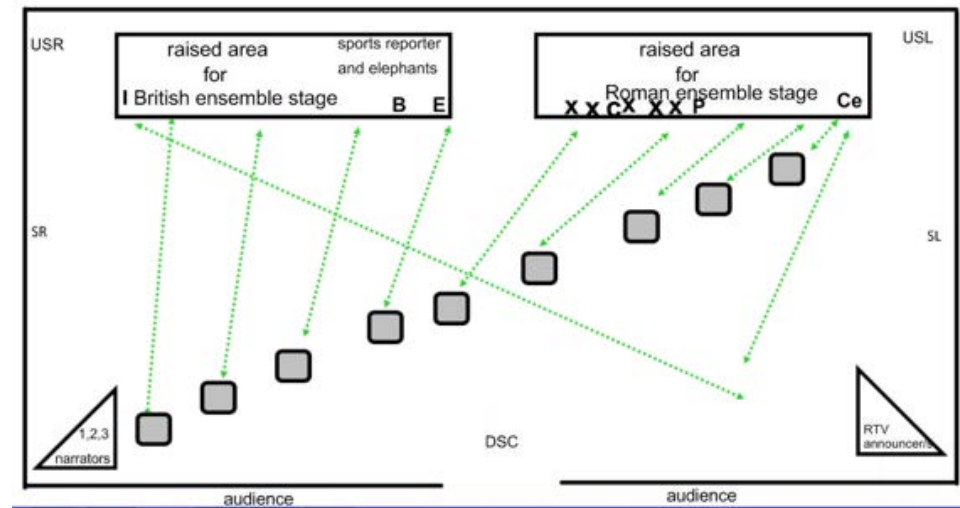 USR
raised area
for
I British ensemble stage
sports reporter
and elephants
B E
raised area
for
Roman ensemble stage
X X C X X X P
Ce
USL
SR
SL
1,2,3
narrators
DSC
RTV
announcers
audience
audience